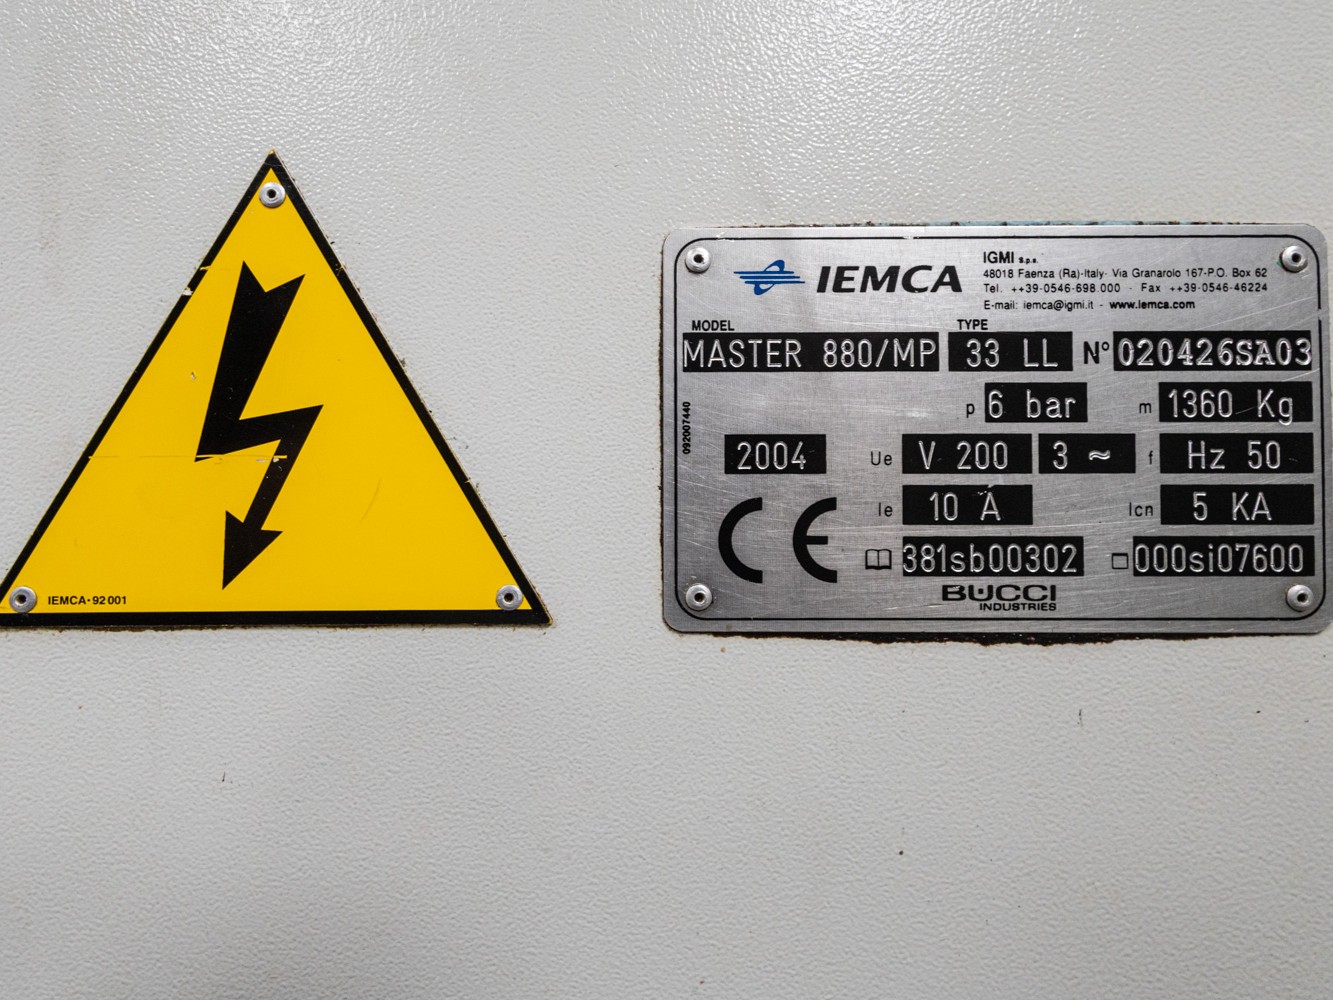 IEMCA
IGMI s.p.a.
48018 Faenza (Ra)-Italy- Via Granarolo 167-P.O. Box 62
Tel. ++39-0546-698.000 - Fax ++39-0546-46224
E-mail: iemca@igmi.it - www.iemca.com
MODEL TYPE
MASTER 880/MP 33 LL N° 020426SA03
p 6 bar m 1360 Kg
092007440
2004 Ue V 200 3 ~ f Hz 50
Ie 10 A Icn 5 KA
CE
381sb00302 000si07600
BUCCI
INDUSTRIES
IEMCA·92001